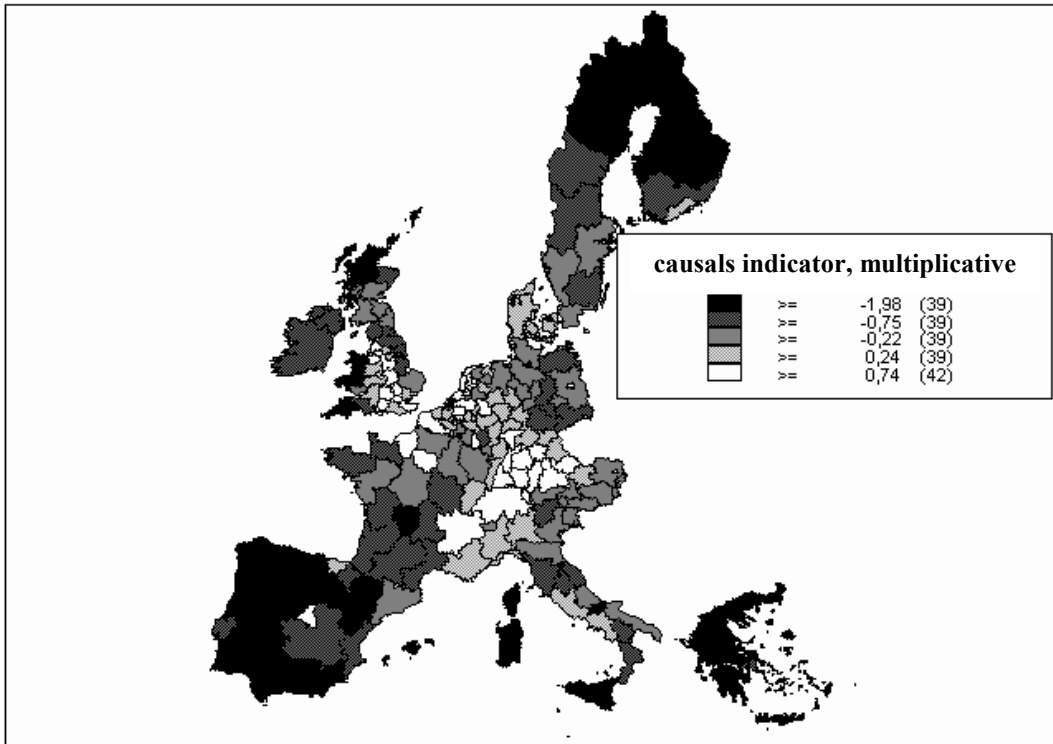 causals indicator, multiplicative
>= -1,98 (39)
>= -0,75 (39)
>= -0,22 (39)
>= 0,24 (39)
>= 0,74 (42)